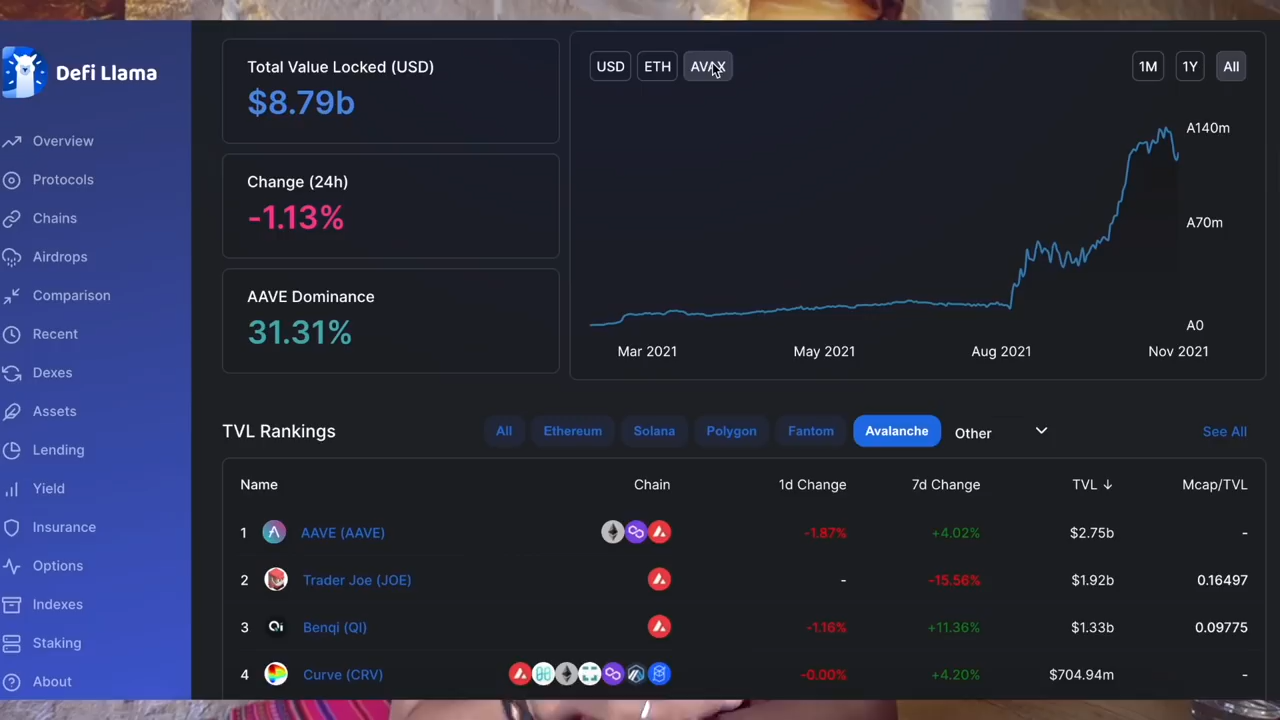 Defi Llama
Overview
Protocols
Chains
Airdrops
Comparison
Recent
Dexes
Assets
Lending
Yield
Insurance
Options
Indexes
Staking
About
Total Value Locked (USD)
$8.79b
Change (24h)
-1.13%
AAVE Dominance
31.31%
USD ETH AVAX 1M 1Y All
A140m
A70m
A0
Mar 2021 May 2021 Aug 2021 Nov 2021
TVL Rankings All Ethereum Solana Polygon Fantom Avalanche Other See All
Name Chain 1d Change 7d Change TVL ↓ Mcap/TVL
1 AAVE (AAVE) -1.87% +4.02% $2.75b -
2 Trader Joe (JOE) - -15.56% $1.92b 0.16497
3 Benqi (QI) -1.16% +11.36% $1.33b 0.09775
4 Curve (CRV) -0.00% +4.20% $704.94m -